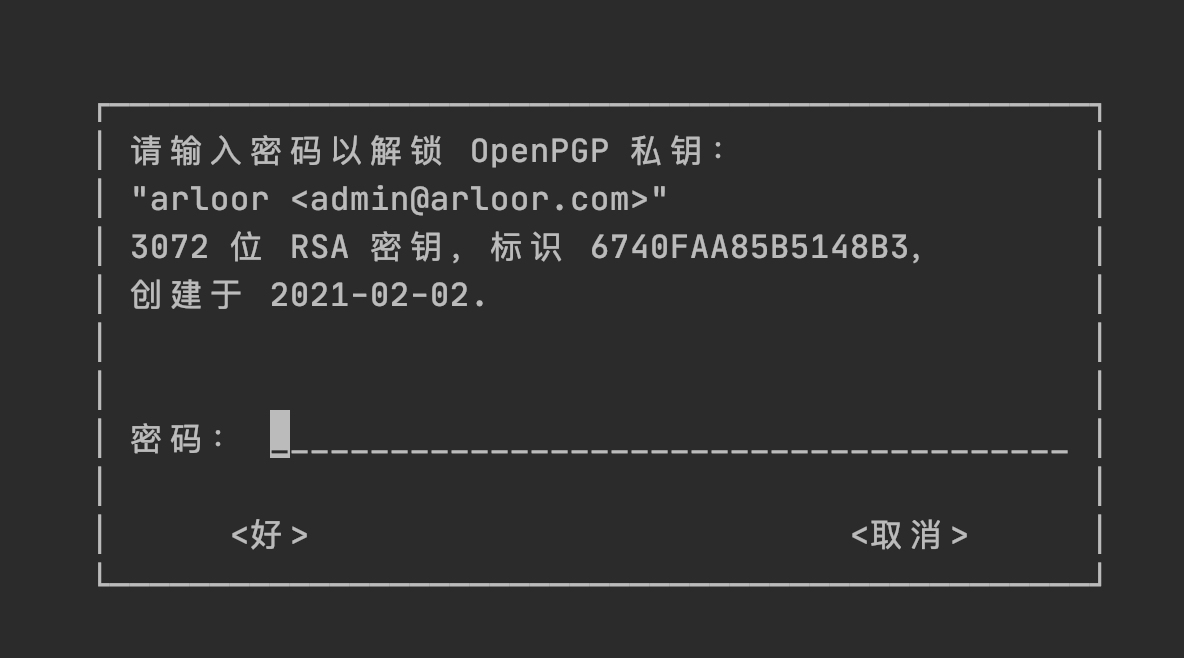 请输入密码以解锁 OpenPGP 私钥：
"arloor <admin@arloor.com>"
3072 位 RSA 密钥, 标识 6740FAA85B5148B3,
创建于 2021-02-02.
密码：
<好> <取消>